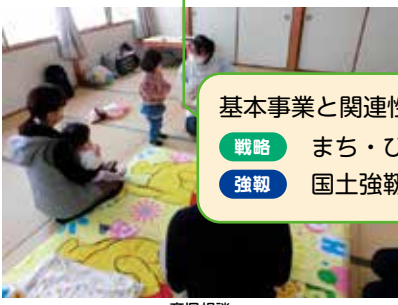 基本事業と関連性
戦略 まち・ひ
強靱 国土強靱